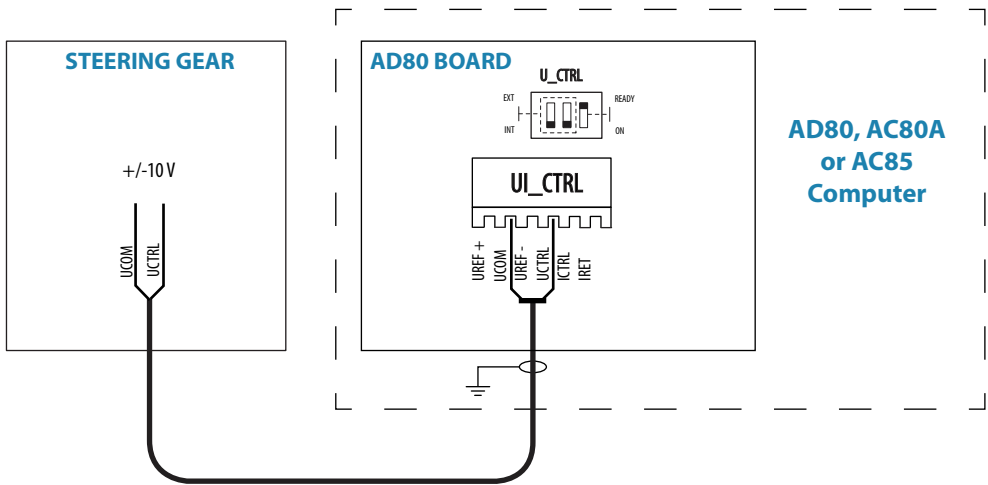 STEERING GEAR
+/-10 V
UCOM
UCTRL
AD80 BOARD
U_CTRL
EXT
INT
READY
ON
UI_CTRL
UREF +
UCOM
UREF -
UCTRL
ICTRL
IRET
AD80, AC80A
or AC85
Computer